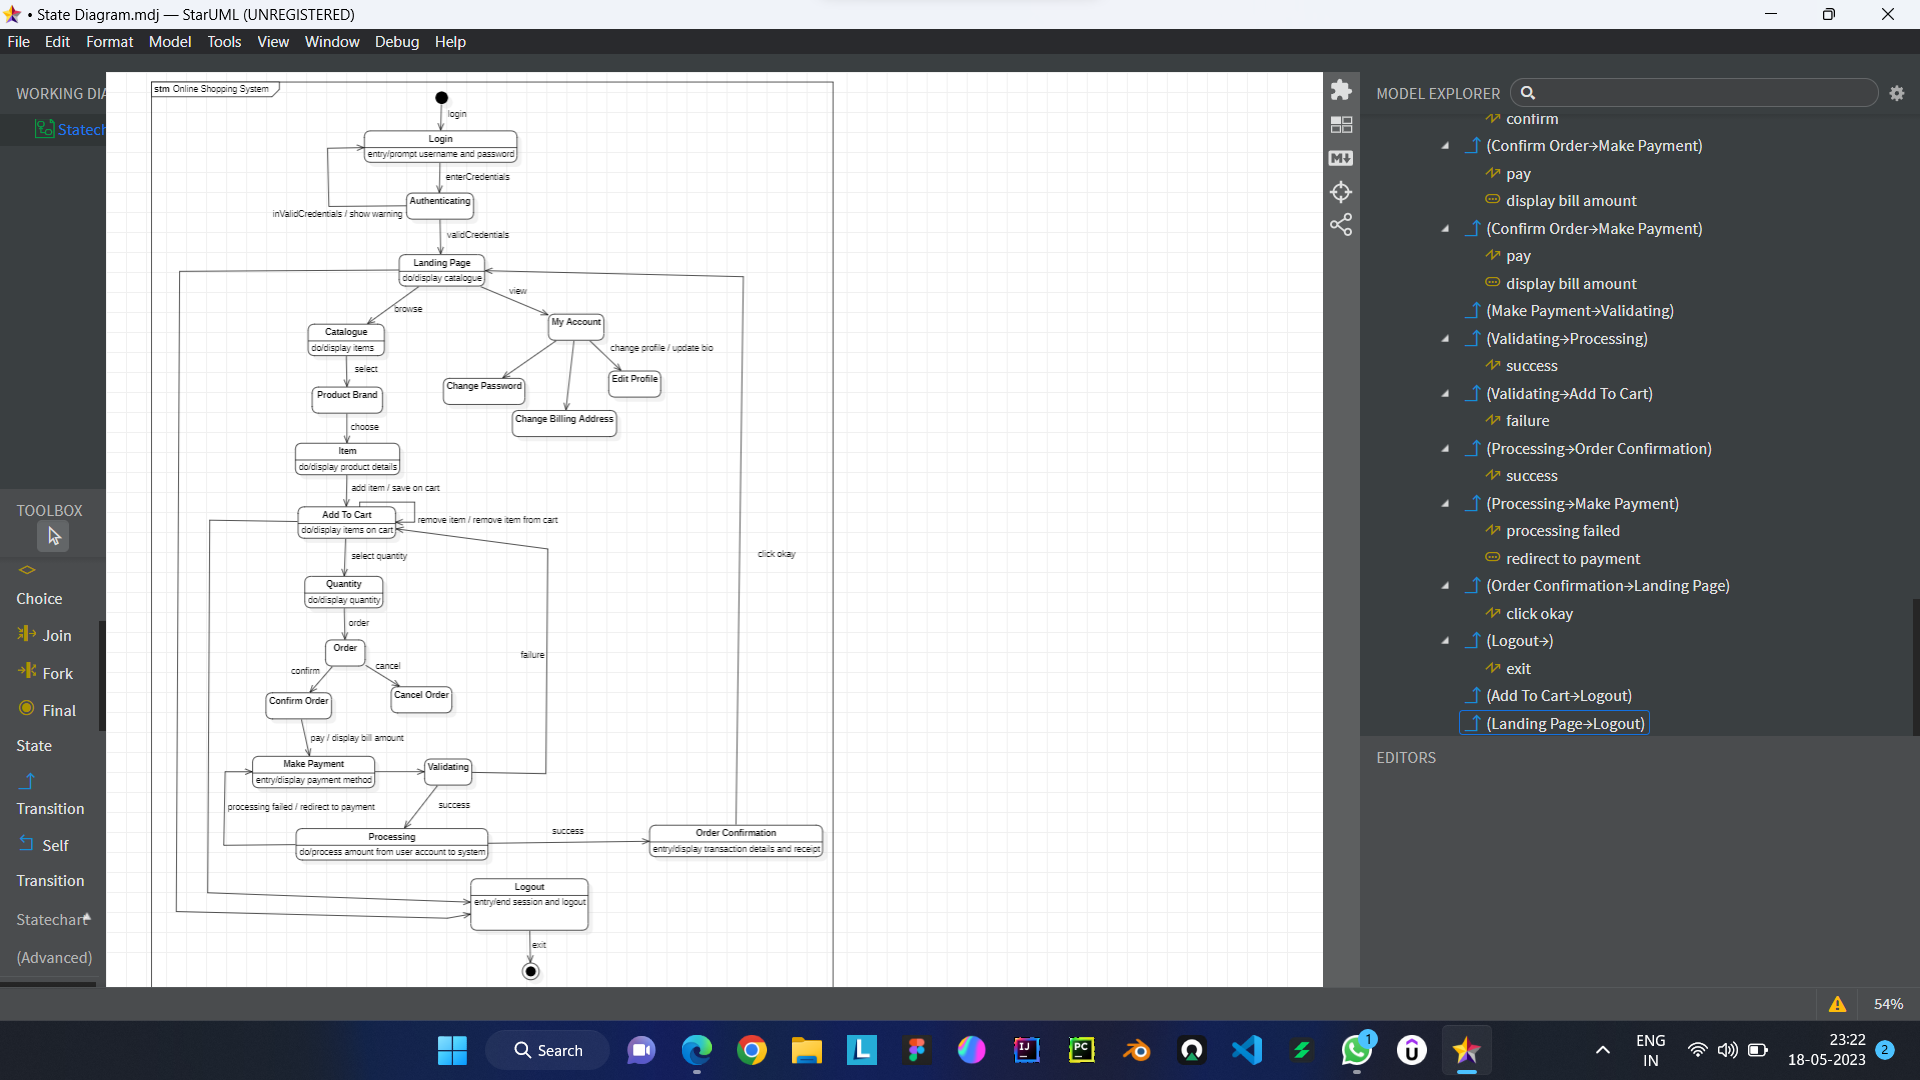 • State Diagram.mdj — StarUML (UNREGISTERED)
File Edit Format Model Tools View Window Debug Help
WORKING DIA
Statech
TOOLBOX
Choice
Join
Fork
Final
State
Transition
Self
Transition
Statechart
(Advanced)
stm Online Shopping System
login
Login
entry/prompt username and password
enterCredentials
Authenticating
inValidCredentials / show warning
validCredentials
Landing Page
do/display catalogue
browse
view
Catalogue
do/display items
My Account
change profile / update bio
select
Product Brand
Change Password
Edit Profile
Change Billing Address
choose
Item
do/display product details
add item / save on cart
Add To Cart
do/display items on cart
remove item / remove item from cart
select quantity
click okay
Quantity
do/display quantity
order
Order
failure
confirm
cancel
Confirm Order
Cancel Order
pay / display bill amount
Make Payment
entry/display payment method
Validating
processing failed / redirect to payment
success
Processing
do/process amount from user account to system
success
Order Confirmation
entry/display transaction details and receipt
Logout
entry/end session and logout
exit
MODEL EXPLORER
confirm
(Confirm Order→Make Payment)
pay
display bill amount
(Confirm Order→Make Payment)
pay
display bill amount
(Make Payment→Validating)
(Validating→Processing)
success
(Validating→Add To Cart)
failure
(Processing→Order Confirmation)
success
(Processing→Make Payment)
processing failed
redirect to payment
(Order Confirmation→Landing Page)
click okay
(Logout→)
exit
(Add To Cart→Logout)
(Landing Page→Logout)
EDITORS
54%
Search
L
IJ
PC
1
ENG
IN
23:22
18-05-2023
2